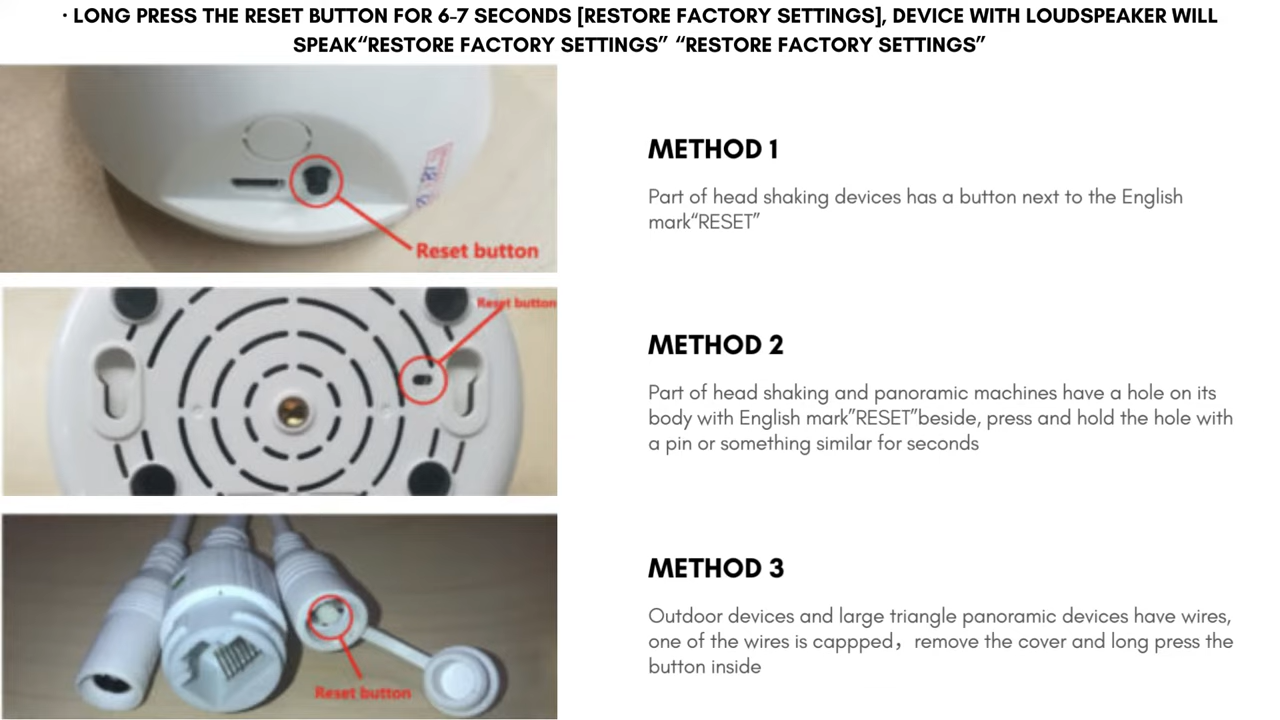 · LONG PRESS THE RESET BUTTON FOR 6-7 SECONDS [RESTORE FACTORY SETTINGS], DEVICE WITH LOUDSPEAKER WILL
SPEAK“RESTORE FACTORY SETTINGS” “RESTORE FACTORY SETTINGS”
Reset button
METHOD 1
Part of head shaking devices has a button next to the English
mark“RESET”
Reset button
METHOD 2
Part of head shaking and panoramic machines have a hole on its
body with English mark”RESET”beside, press and hold the hole with
a pin or something similar for seconds
Reset button
METHOD 3
Outdoor devices and large triangle panoramic devices have wires,
one of the wires is cappped，remove the cover and long press the
button inside